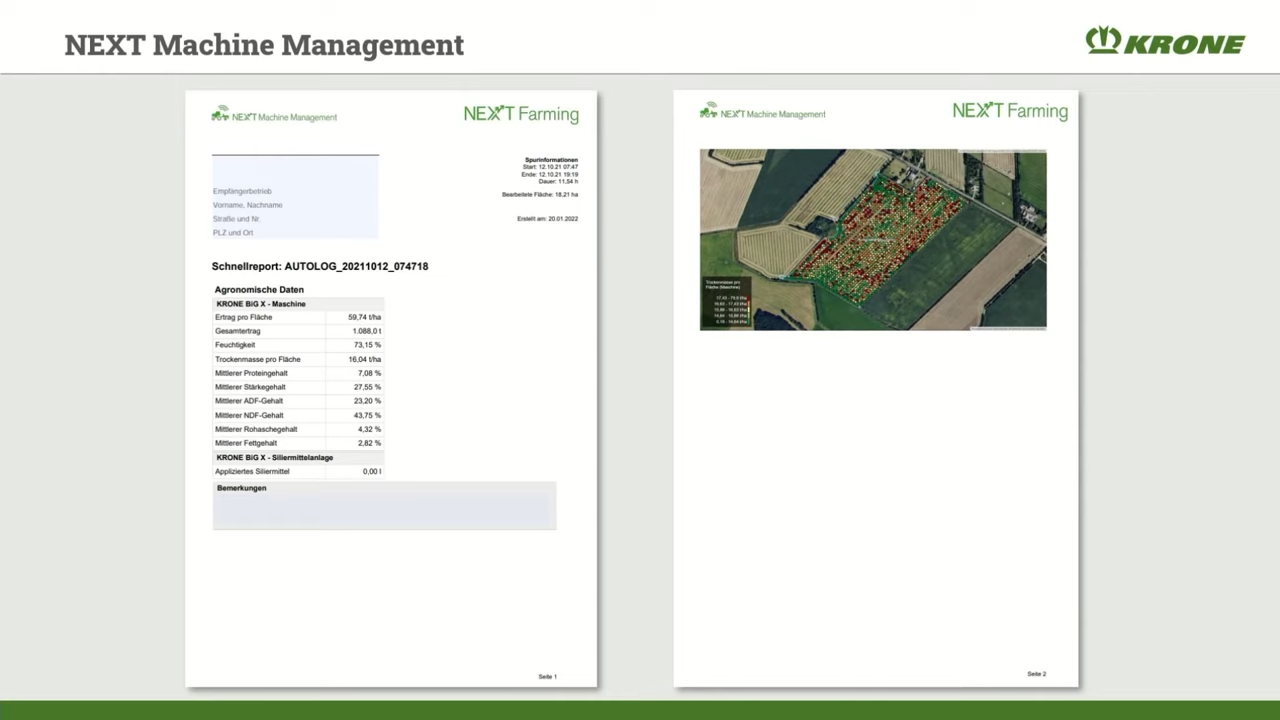 NEXT Machine Management
KRONE
NEXT Machine Management
NEXT Farming
Spurinformationen
Start: 12.10.21 07:47
Ende: 12.10.21 19:19
Dauer: 11,54 h
Bearbeitete Fläche: 18,21 ha
Erstellt am: 20.01.2022
Empfängerbetrieb
Vorname, Nachname
Straße und Nr.
PLZ und Ort
Schnellreport: AUTOLOG_20211012_074718
Agronomische Daten
KRONE BiG X - Maschine
Ertrag pro Fläche 59,74 t/ha
Gesamtertrag 1.088,0 t
Feuchtigkeit 73,15 %
Trockenmasse pro Fläche 16,04 t/ha
Mittlerer Proteingehalt 7,08 %
Mittlerer Stärkegehalt 27,55 %
Mittlerer ADF-Gehalt 23,20 %
Mittlerer NDF-Gehalt 43,75 %
Mittlerer Rohaschegehalt 4,32 %
Mittlerer Fettgehalt 2,82 %
KRONE BiG X - Siliermittelanlage
Appliziertes Siliermittel 0,00 l
Bemerkungen
Seite 1
NEXT Machine Management
NEXT Farming
Trockenmasse pro
Fläche (Maschine)
Seite 2